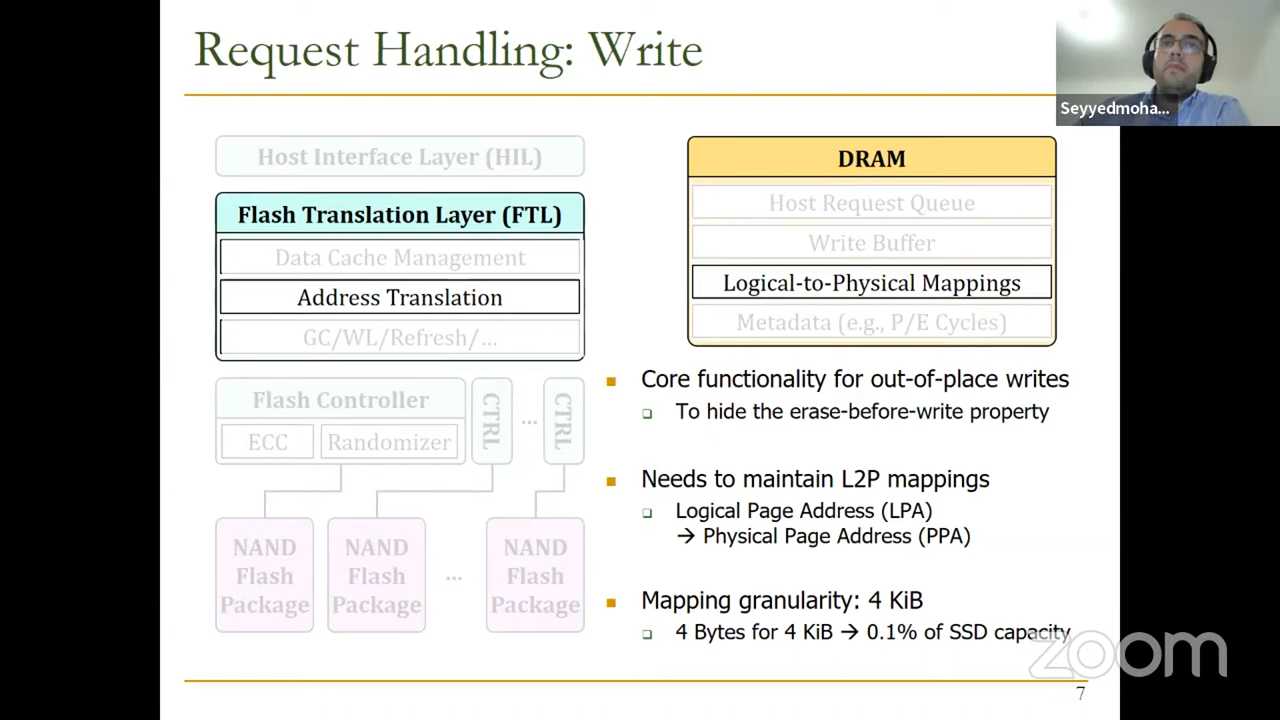 Request Handling: Write
Seyyedmoha...
Host Interface Layer (HIL)
Flash Translation Layer (FTL)
Data Cache Management
Address Translation
GC/WL/Refresh/...
Flash Controller
ECC
Randomizer
CTRL
...
CTRL
NAND
Flash
Package
NAND
Flash
Package
...
NAND
Flash
Package
DRAM
Host Request Queue
Write Buffer
Logical-to-Physical Mappings
Metadata (e.g., P/E Cycles)
Core functionality for out-of-place writes
To hide the erase-before-write property
Needs to maintain L2P mappings
Logical Page Address (LPA)
→ Physical Page Address (PPA)
Mapping granularity: 4 KiB
4 Bytes for 4 KiB → 0.1% of SSD capacity
zoom
7